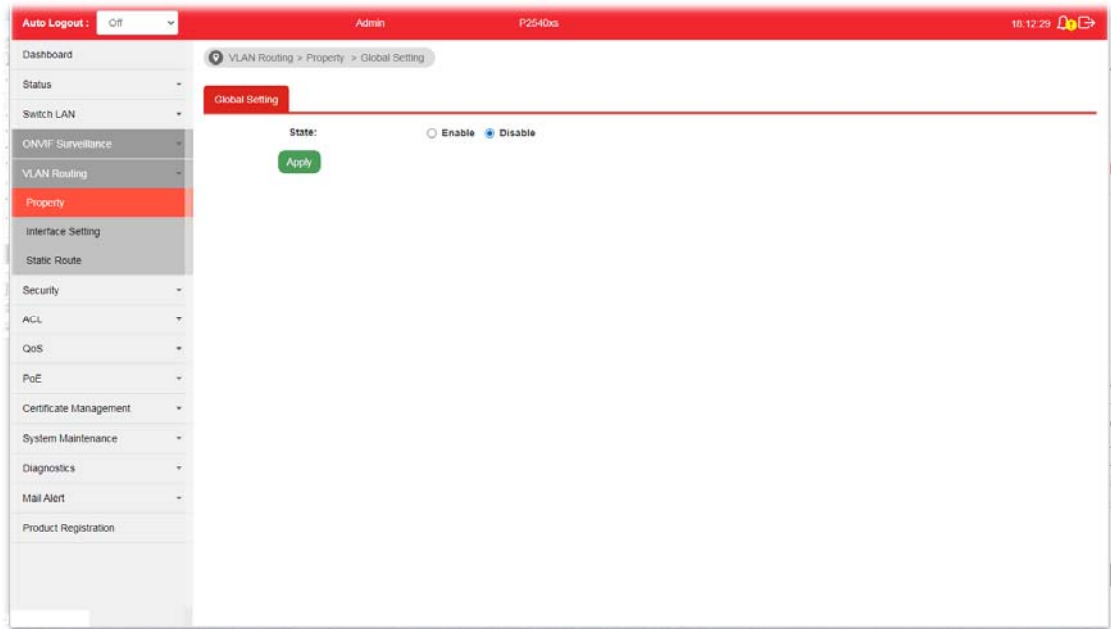 Auto Logout : Off Admin P2540xs 18:12:29
Dashboard
VLAN Routing > Property > Global Setting
Status
Switch LAN
ONVIF Surveillance
VLAN Routing
Property
Interface Setting
Static Route
Security
ACL
QoS
PoE
Certificate Management
System Maintenance
Diagnostics
Mail Alert
Product Registration
Global Setting
State: Enable Disable
Apply